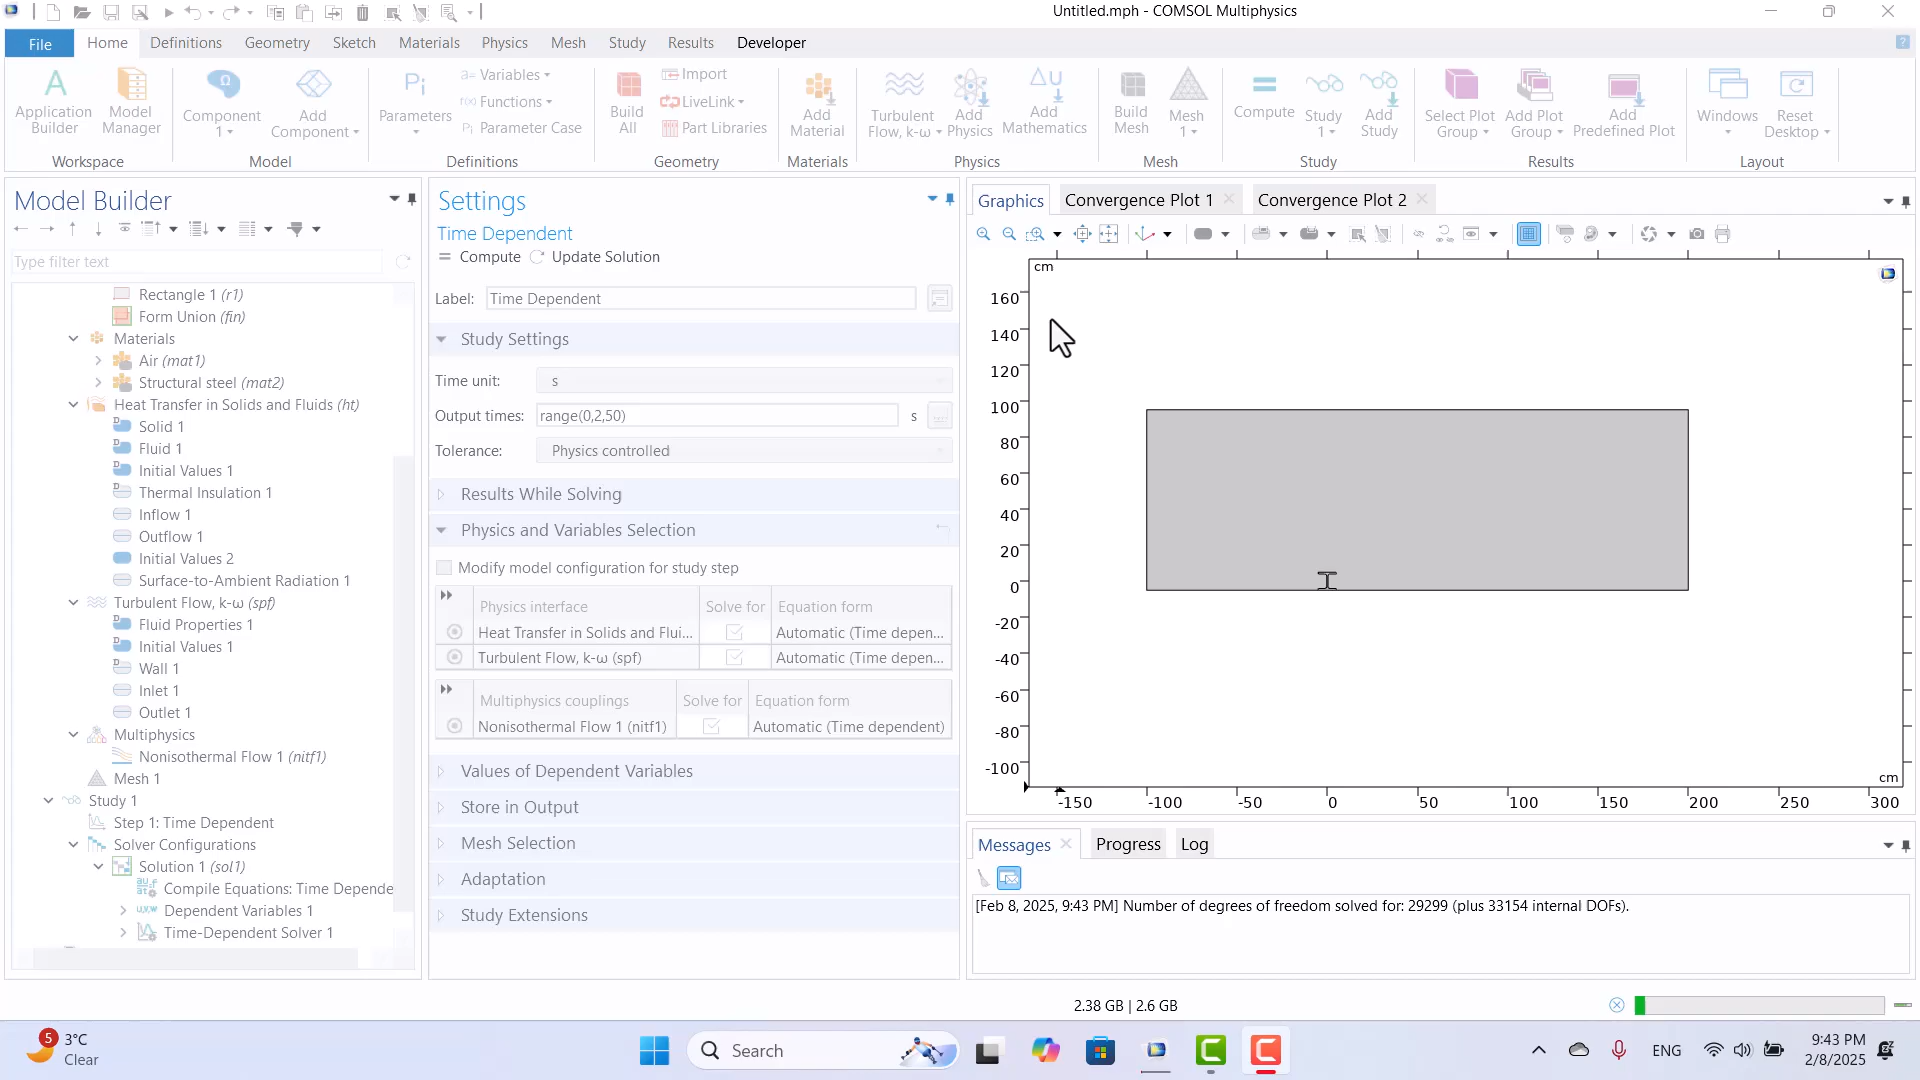 Untitled.mph - COMSOL Multiphysics
File
Home
Definitions
Geometry
Sketch
Materials
Physics
Mesh
Study
Results
Developer
Application Builder
Model Manager
Workspace
Component 1
Add Component
Model
Pi
Parameters
a= Variables
f(x) Functions
Pi Parameter Case
Definitions
Build All
Import
LiveLink
Part Libraries
Geometry
Add Material
Materials
Turbulent Flow, k-ω
Add Physics
ΔU
Add Mathematics
Physics
Build Mesh
Mesh 1
Mesh
Compute
Study 1
Add Study
Study
Select Plot Group
Add Plot Group
Add Predefined Plot
Results
Windows
Reset Desktop
Layout
Model Builder
Type filter text
Rectangle 1 (r1)
Form Union (fin)
Materials
Air (mat1)
Structural steel (mat2)
Heat Transfer in Solids and Fluids (ht)
Solid 1
Fluid 1
Initial Values 1
Thermal Insulation 1
Inflow 1
Outflow 1
Initial Values 2
Surface-to-Ambient Radiation 1
Turbulent Flow, k-ω (spf)
Fluid Properties 1
Initial Values 1
Wall 1
Inlet 1
Outlet 1
Multiphysics
Nonisothermal Flow 1 (nitf1)
Mesh 1
Study 1
Step 1: Time Dependent
Solver Configurations
Solution 1 (sol1)
Compile Equations: Time Depende
Dependent Variables 1
Time-Dependent Solver 1
Settings
Time Dependent
= Compute
Update Solution
Label: Time Dependent
Study Settings
Time unit: s
Output times: range(0,2,50) s
Tolerance: Physics controlled
Results While Solving
Physics and Variables Selection
Modify model configuration for study step
Physics interface Solve for Equation form
Heat Transfer in Solids and Flui... Automatic (Time depen...
Turbulent Flow, k-ω (spf) Automatic (Time depen...
Multiphysics couplings Solve for Equation form
Nonisothermal Flow 1 (nitf1) Automatic (Time dependent)
Values of Dependent Variables
Store in Output
Mesh Selection
Adaptation
Study Extensions
Graphics
Convergence Plot 1
Convergence Plot 2
cm
160
140
120
100
80
60
40
20
0
-20
-40
-60
-80
-100
cm
-150 -100 -50 0 50 100 150 200 250 300
Messages
Progress
Log
[Feb 8, 2025, 9:43 PM] Number of degrees of freedom solved for: 29299 (plus 33154 internal DOFs).
2.38 GB | 2.6 GB
5
3°C
Clear
Search
ENG
9:43 PM
2/8/2025